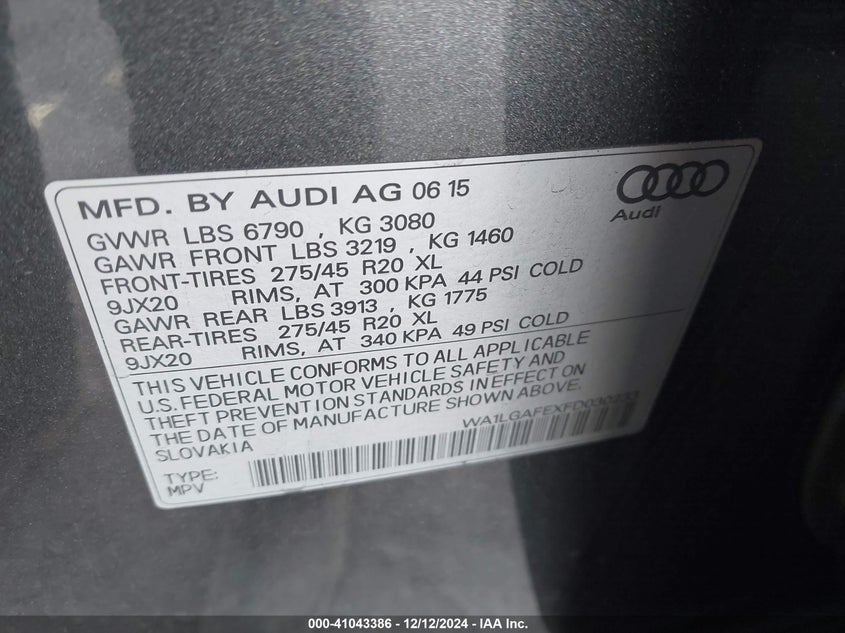 MFD. BY AUDI AG 06 15
Audi
GVWR LBS 6790 , KG 3080
GAWR FRONT LBS 3219 , KG 1460
FRONT-TIRES 275/45 R20 XL
9JX20 RIMS, AT 300 KPA 44 PSI COLD
GAWR REAR LBS 3913 , KG 1775
REAR-TIRES 275/45 R20 XL
9JX20 RIMS, AT 340 KPA 49 PSI COLD
THIS VEHICLE CONFORMS TO ALL APPLICABLE
U.S. FEDERAL MOTOR VEHICLE SAFETY AND
THEFT PREVENTION STANDARDS IN EFFECT ON
THE DATE OF MANUFACTURE SHOWN ABOVE.
SLOVAKIA
TYPE:
MPV
000-41043386 - 12/12/2024 - IAA Inc.